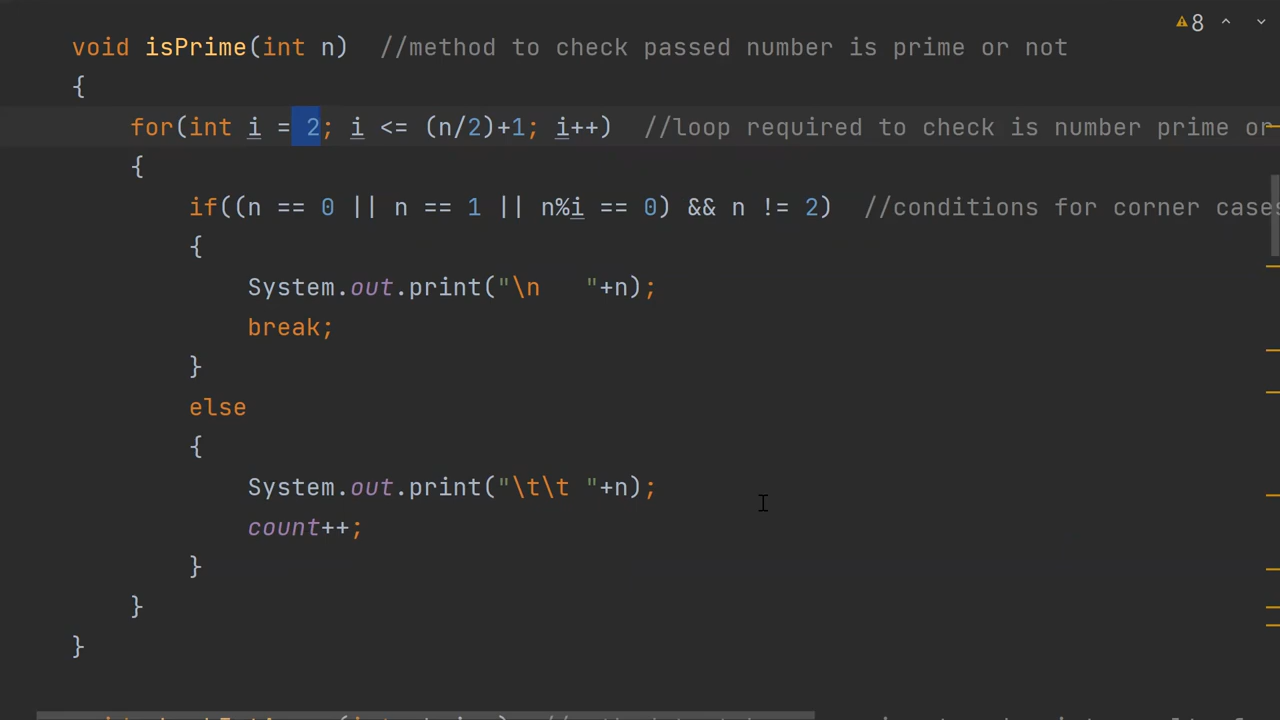 8
void isPrime(int n)  //method to check passed number is prime or not
{
for(int i = 2; i <= (n/2)+1; i++)  //loop required to check is number prime or
{
if((n == 0 || n == 1 || n%i == 0) && n != 2)  //conditions for corner cases
{
System.out.print("\n   "+n);
break;
}
else
{
System.out.print("\t\t "+n);
count++;
}
}
}